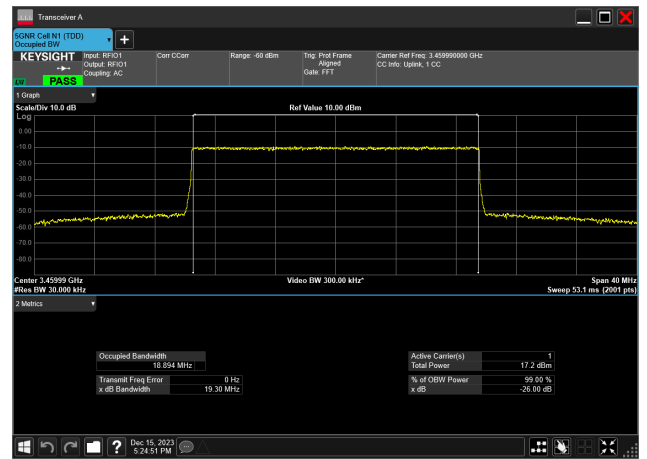 Transceiver A
5GNR Cell N1 (TDD)
Occupied BW
KEYSIGHT
Input: RFIO1
Output: RFIO1
Coupling: AC
Corr CCorr
Range: -60 dBm
Trig: Prot Frame
Aligned
Gate: FFT
Carrier Ref Freq: 3.459990000 GHz
CC Info: Uplink, 1 CC
LW PASS
1 Graph
Scale/Div 10.0 dB
Ref Value 10.00 dBm
Log
0.00
-10.0
-20.0
-30.0
-40.0
-50.0
-60.0
-70.0
-80.0
Center 3.45999 GHz
Video BW 300.00 kHz*
Span 40 MHz
#Res BW 30.000 kHz
Sweep 53.1 ms (2001 pts)
2 Metrics
Occupied Bandwidth
18.894 MHz
Active Carrier(s) 1
Total Power 17.2 dBm
Transmit Freq Error 0 Hz
x dB Bandwidth 19.30 MHz
% of OBW Power 99.00 %
x dB -26.00 dB
?
Dec 15, 2023
5:24:51 PM